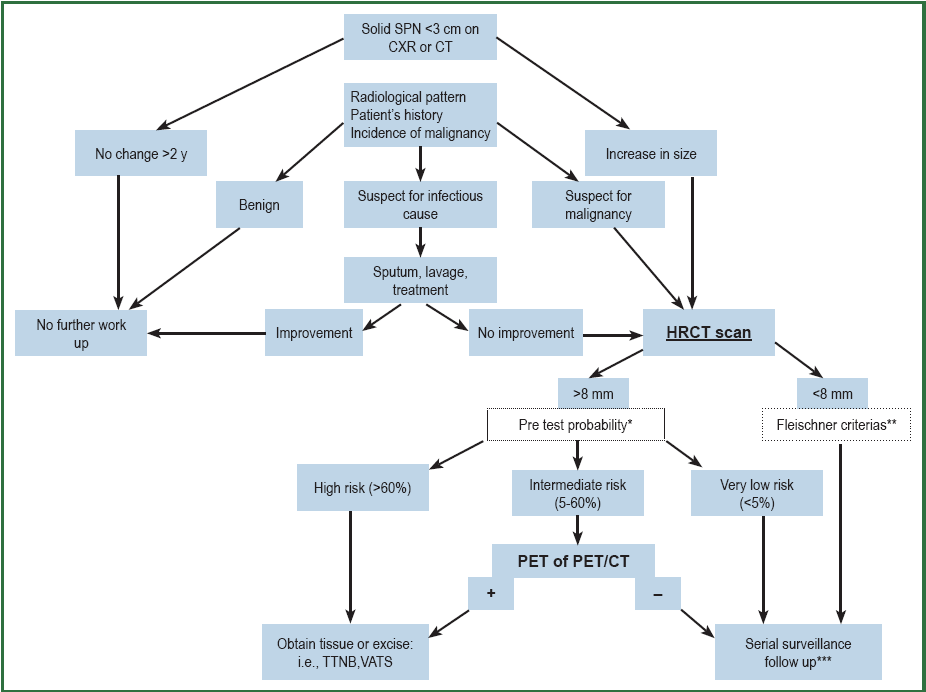 Solid SPN <3 cm on
CXR or CT
Radiological pattern
Patient's history
Incidence of malignancy
No change >2 y
Increase in size
Benign
Suspect for infectious
cause
Suspect for
malignancy
Sputum, lavage,
treatment
No further work
up
Improvement
No improvement
HRCT scan
>8 mm
<8 mm
Pre test probability*
Fleischner criterias**
High risk (>60%)
Intermediate risk
(5-60%)
Very low risk
(<5%)
PET of PET/CT
+
–
Obtain tissue or excise:
i.e., TTNB,VATS
Serial surveillance
follow up***